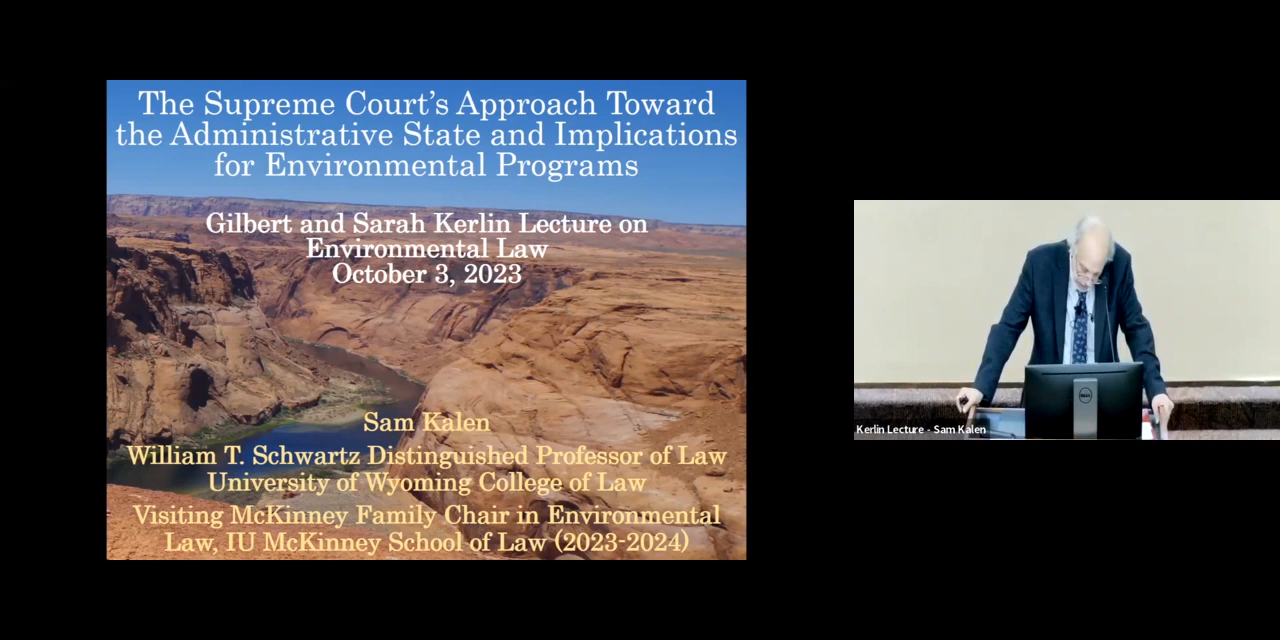 The Supreme Court's Approach Toward
the Administrative State and Implications
for Environmental Programs
Gilbert and Sarah Kerlin Lecture on
Environmental Law
October 3, 2023
Sam Kalen
William T. Schwartz Distinguished Professor of Law
University of Wyoming College of Law
Visiting McKinney Family Chair in Environmental
Law, IU McKinney School of Law (2023-2024)
DELL
Kerlin Lecture - Sam Kalen